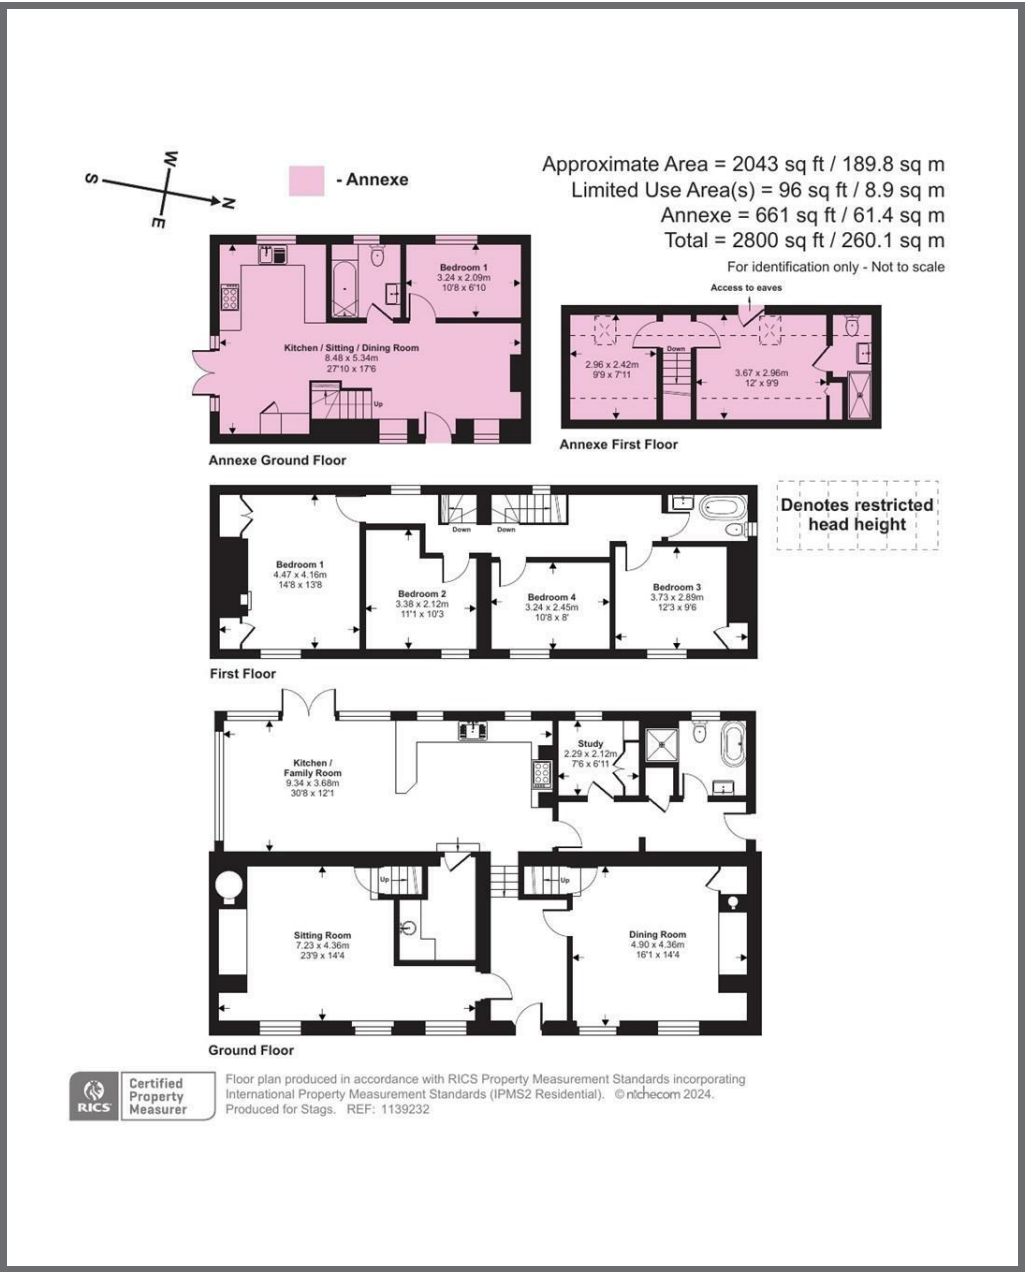 W
S
N
E
- Annexe
Approximate Area = 2043 sq ft / 189.8 sq m
Limited Use Area(s) = 96 sq ft / 8.9 sq m
Annexe = 661 sq ft / 61.4 sq m
Total = 2800 sq ft / 260.1 sq m
For identification only - Not to scale
Bedroom 1
3.24 x 2.09m
10'8 x 6'10
Kitchen / Sitting / Dining Room
8.48 x 5.34m
27'10 x 17'6
Up
Annexe Ground Floor
Access to eaves
Down
2.96 x 2.42m
9'9 x 7'11
3.67 x 2.96m
12' x 9'9
Annexe First Floor
Denotes restricted
head height
Down
Down
Bedroom 1
4.47 x 4.16m
14'8 x 13'8
Bedroom 2
3.38 x 2.12m
11'1 x 10'3
Bedroom 4
3.24 x 2.45m
10'8 x 8'
Bedroom 3
3.73 x 2.89m
12'3 x 9'6
First Floor
Kitchen /
Family Room
9.34 x 3.68m
30'8 x 12'1
Study
2.29 x 2.12m
7'6 x 6'11
Up
Up
Sitting Room
7.23 x 4.36m
23'9 x 14'4
Dining Room
4.90 x 4.36m
16'1 x 14'4
Ground Floor
RICS
Certified
Property
Measurer
Floor plan produced in accordance with RICS Property Measurement Standards incorporating
International Property Measurement Standards (IPMS2 Residential). © nichecom 2024.
Produced for Stags. REF: 1139232